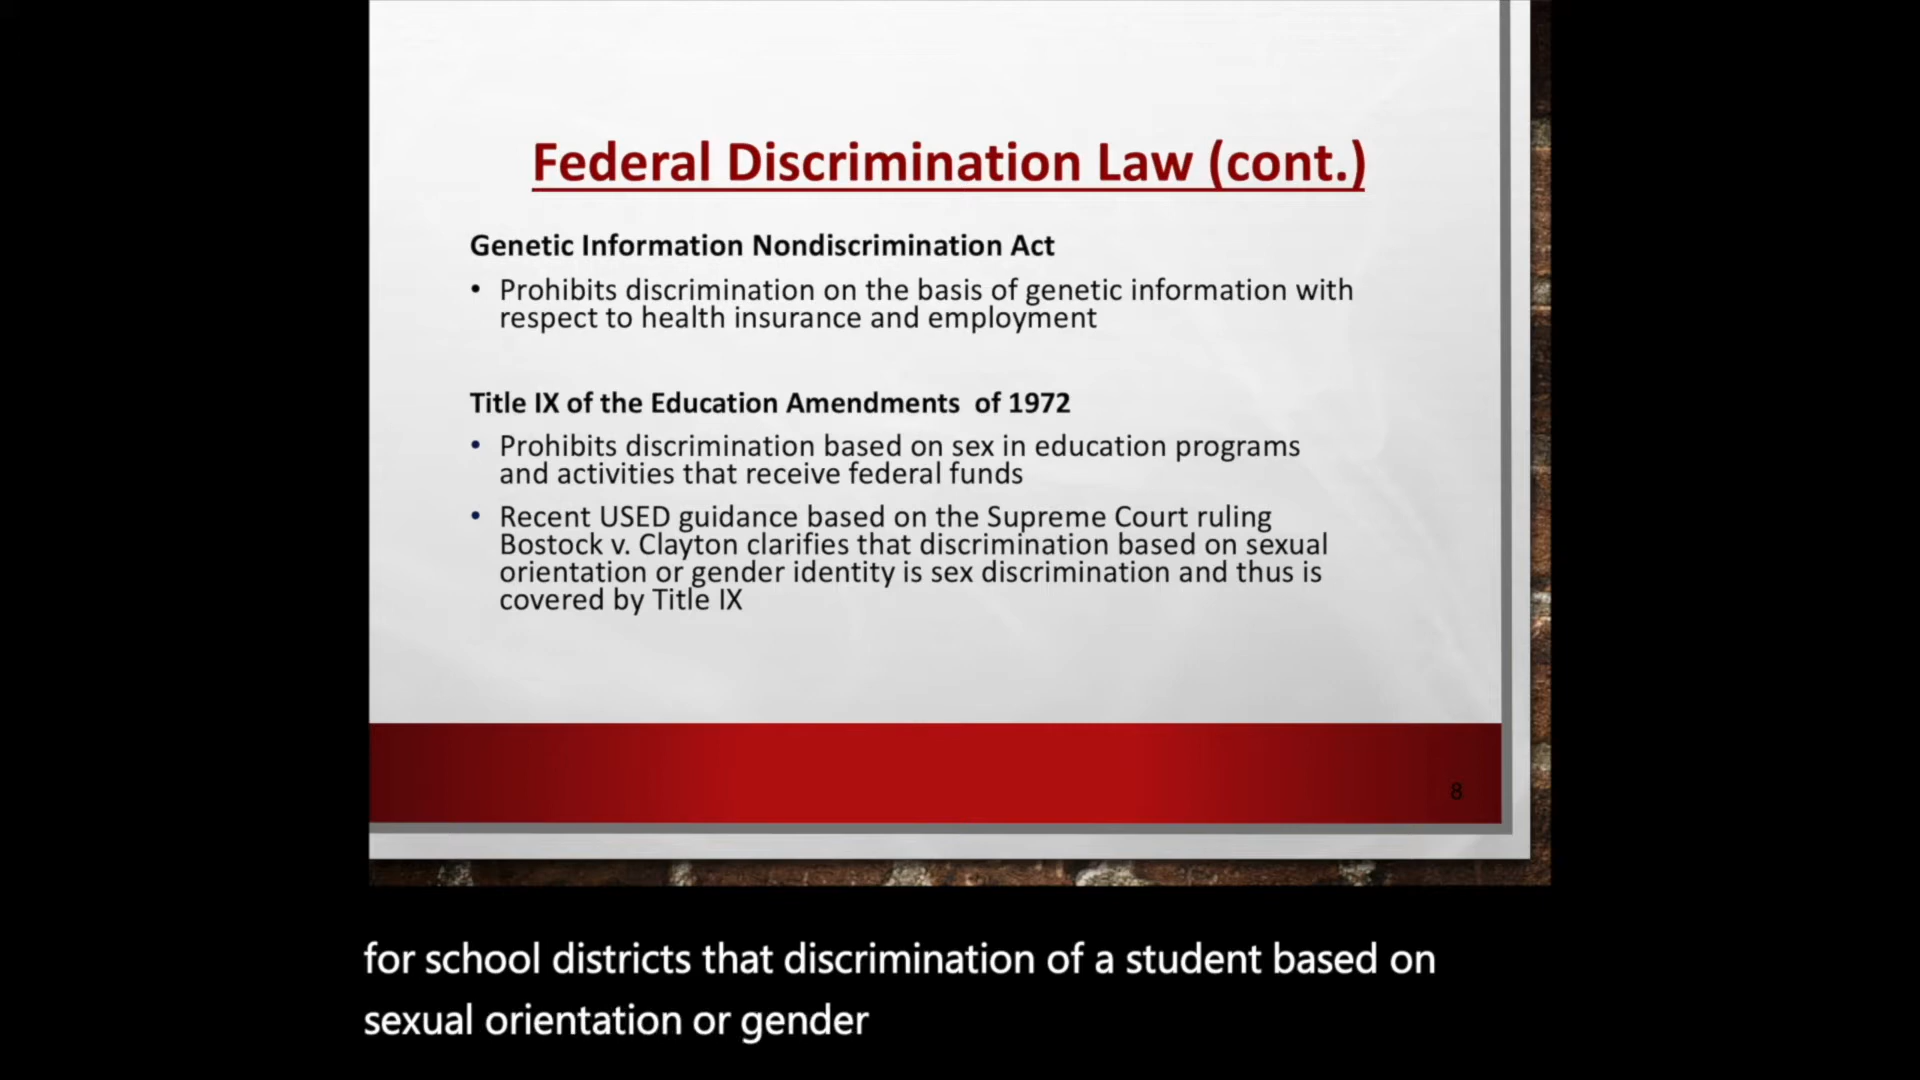 Federal Discrimination Law (cont.)
Genetic Information Nondiscrimination Act
• Prohibits discrimination on the basis of genetic information with
respect to health insurance and employment
Title IX of the Education Amendments  of 1972
• Prohibits discrimination based on sex in education programs
and activities that receive federal funds
• Recent USED guidance based on the Supreme Court ruling
Bostock v. Clayton clarifies that discrimination based on sexual
orientation or gender identity is sex discrimination and thus is
covered by Title IX
8
for school districts that discrimination of a student based on
sexual orientation or gender